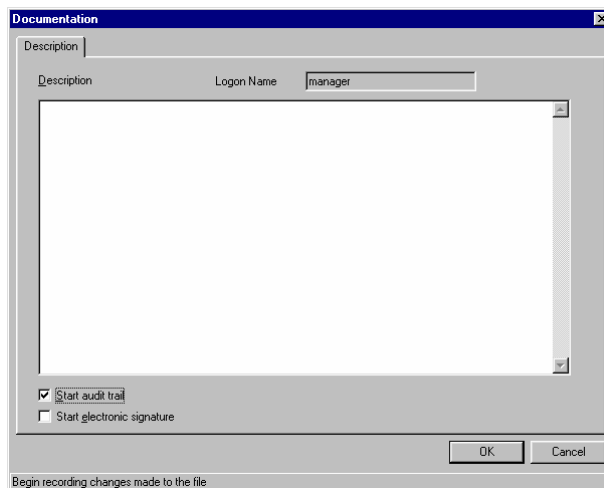 Documentation
Description
Description Logon Name manager
Start audit trail
Start electronic signature
OK Cancel
Begin recording changes made to the file